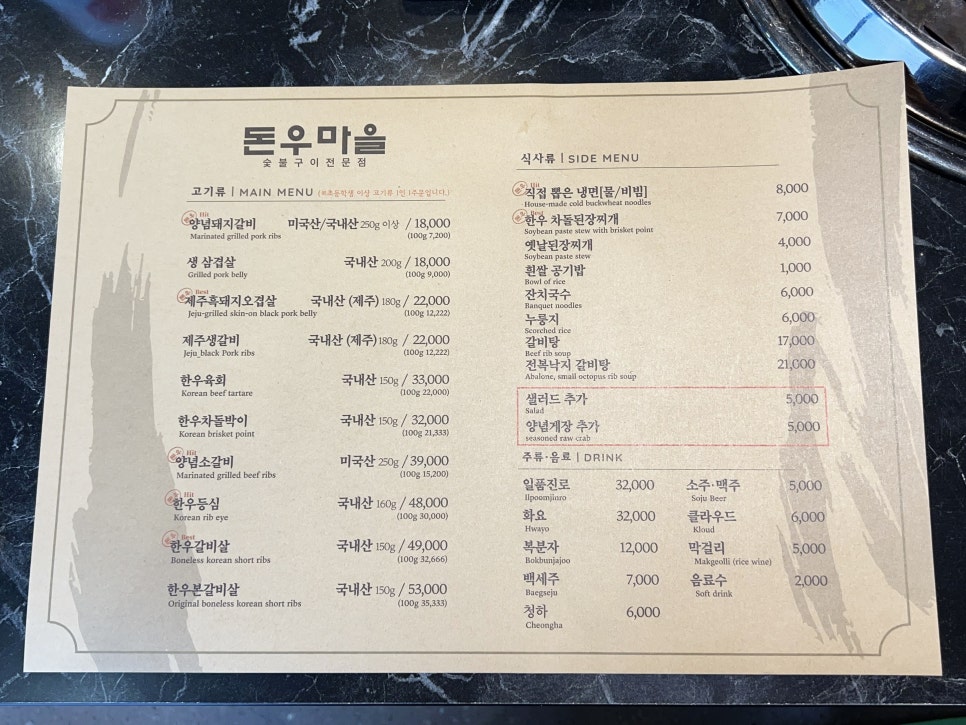 돈우마을
숯불구이전문점
고기류 | MAIN MENU (※초등학생 이상 고기류 1인 1주문입니다.)
Hit
양념돼지갈비 미국산/국내산 250g 이상 / 18,000
Marinated grilled pork ribs (100g 7,200)
생 삼겹살 국내산 200g / 18,000
Grilled pork belly (100g 9,000)
Best
제주흑돼지오겹살 국내산 (제주) 180g / 22,000
Jeju-grilled skin-on black pork belly (100g 12,222)
제주생갈비 국내산 (제주) 180g / 22,000
Jeju_black Pork ribs (100g 12,222)
한우육회 국내산 150g / 33,000
Korean beef tartare (100g 22,000)
한우차돌박이 국내산 150g / 32,000
Korean brisket point (100g 21,333)
Hit
양념소갈비 미국산 250g / 39,000
Marinated grilled beef ribs (100g 15,200)
Hit
한우등심 국내산 160g / 48,000
Korean rib eye (100g 30,000)
Best
한우갈비살 국내산 150g / 49,000
Boneless korean short ribs (100g 32,666)
한우본갈비살 국내산 150g / 53,000
Original boneless korean short ribs (100g 35,333)
식사류 | SIDE MENU
Hit
직접 뽑은 냉면[물/비빔] 8,000
House-made cold buckwheat noodles
Best
한우 차돌된장찌개 7,000
Soybean paste stew with brisket point
옛날된장찌개 4,000
Soybean paste stew
흰쌀 공기밥 1,000
Bowl of rice
잔치국수 6,000
Banquet noodles
누룽지 6,000
Scorched rice
갈비탕 17,000
Beef rib soup
전복낙지 갈비탕 21,000
Abalone, small octopus rib soup
샐러드 추가 5,000
Salad
양념게장 추가 5,000
seasoned raw crab
주류·음료 | DRINK
일품진로 32,000 소주·맥주 5,000
Ilpoomjinro Soju Beer
화요 32,000 클라우드 6,000
Hwayo Kloud
복분자 12,000 막걸리 5,000
Bokbunjajoo Makgeolli (rice wine)
백세주 7,000 음료수 2,000
Baegseju Soft drink
청하 6,000
Cheongha